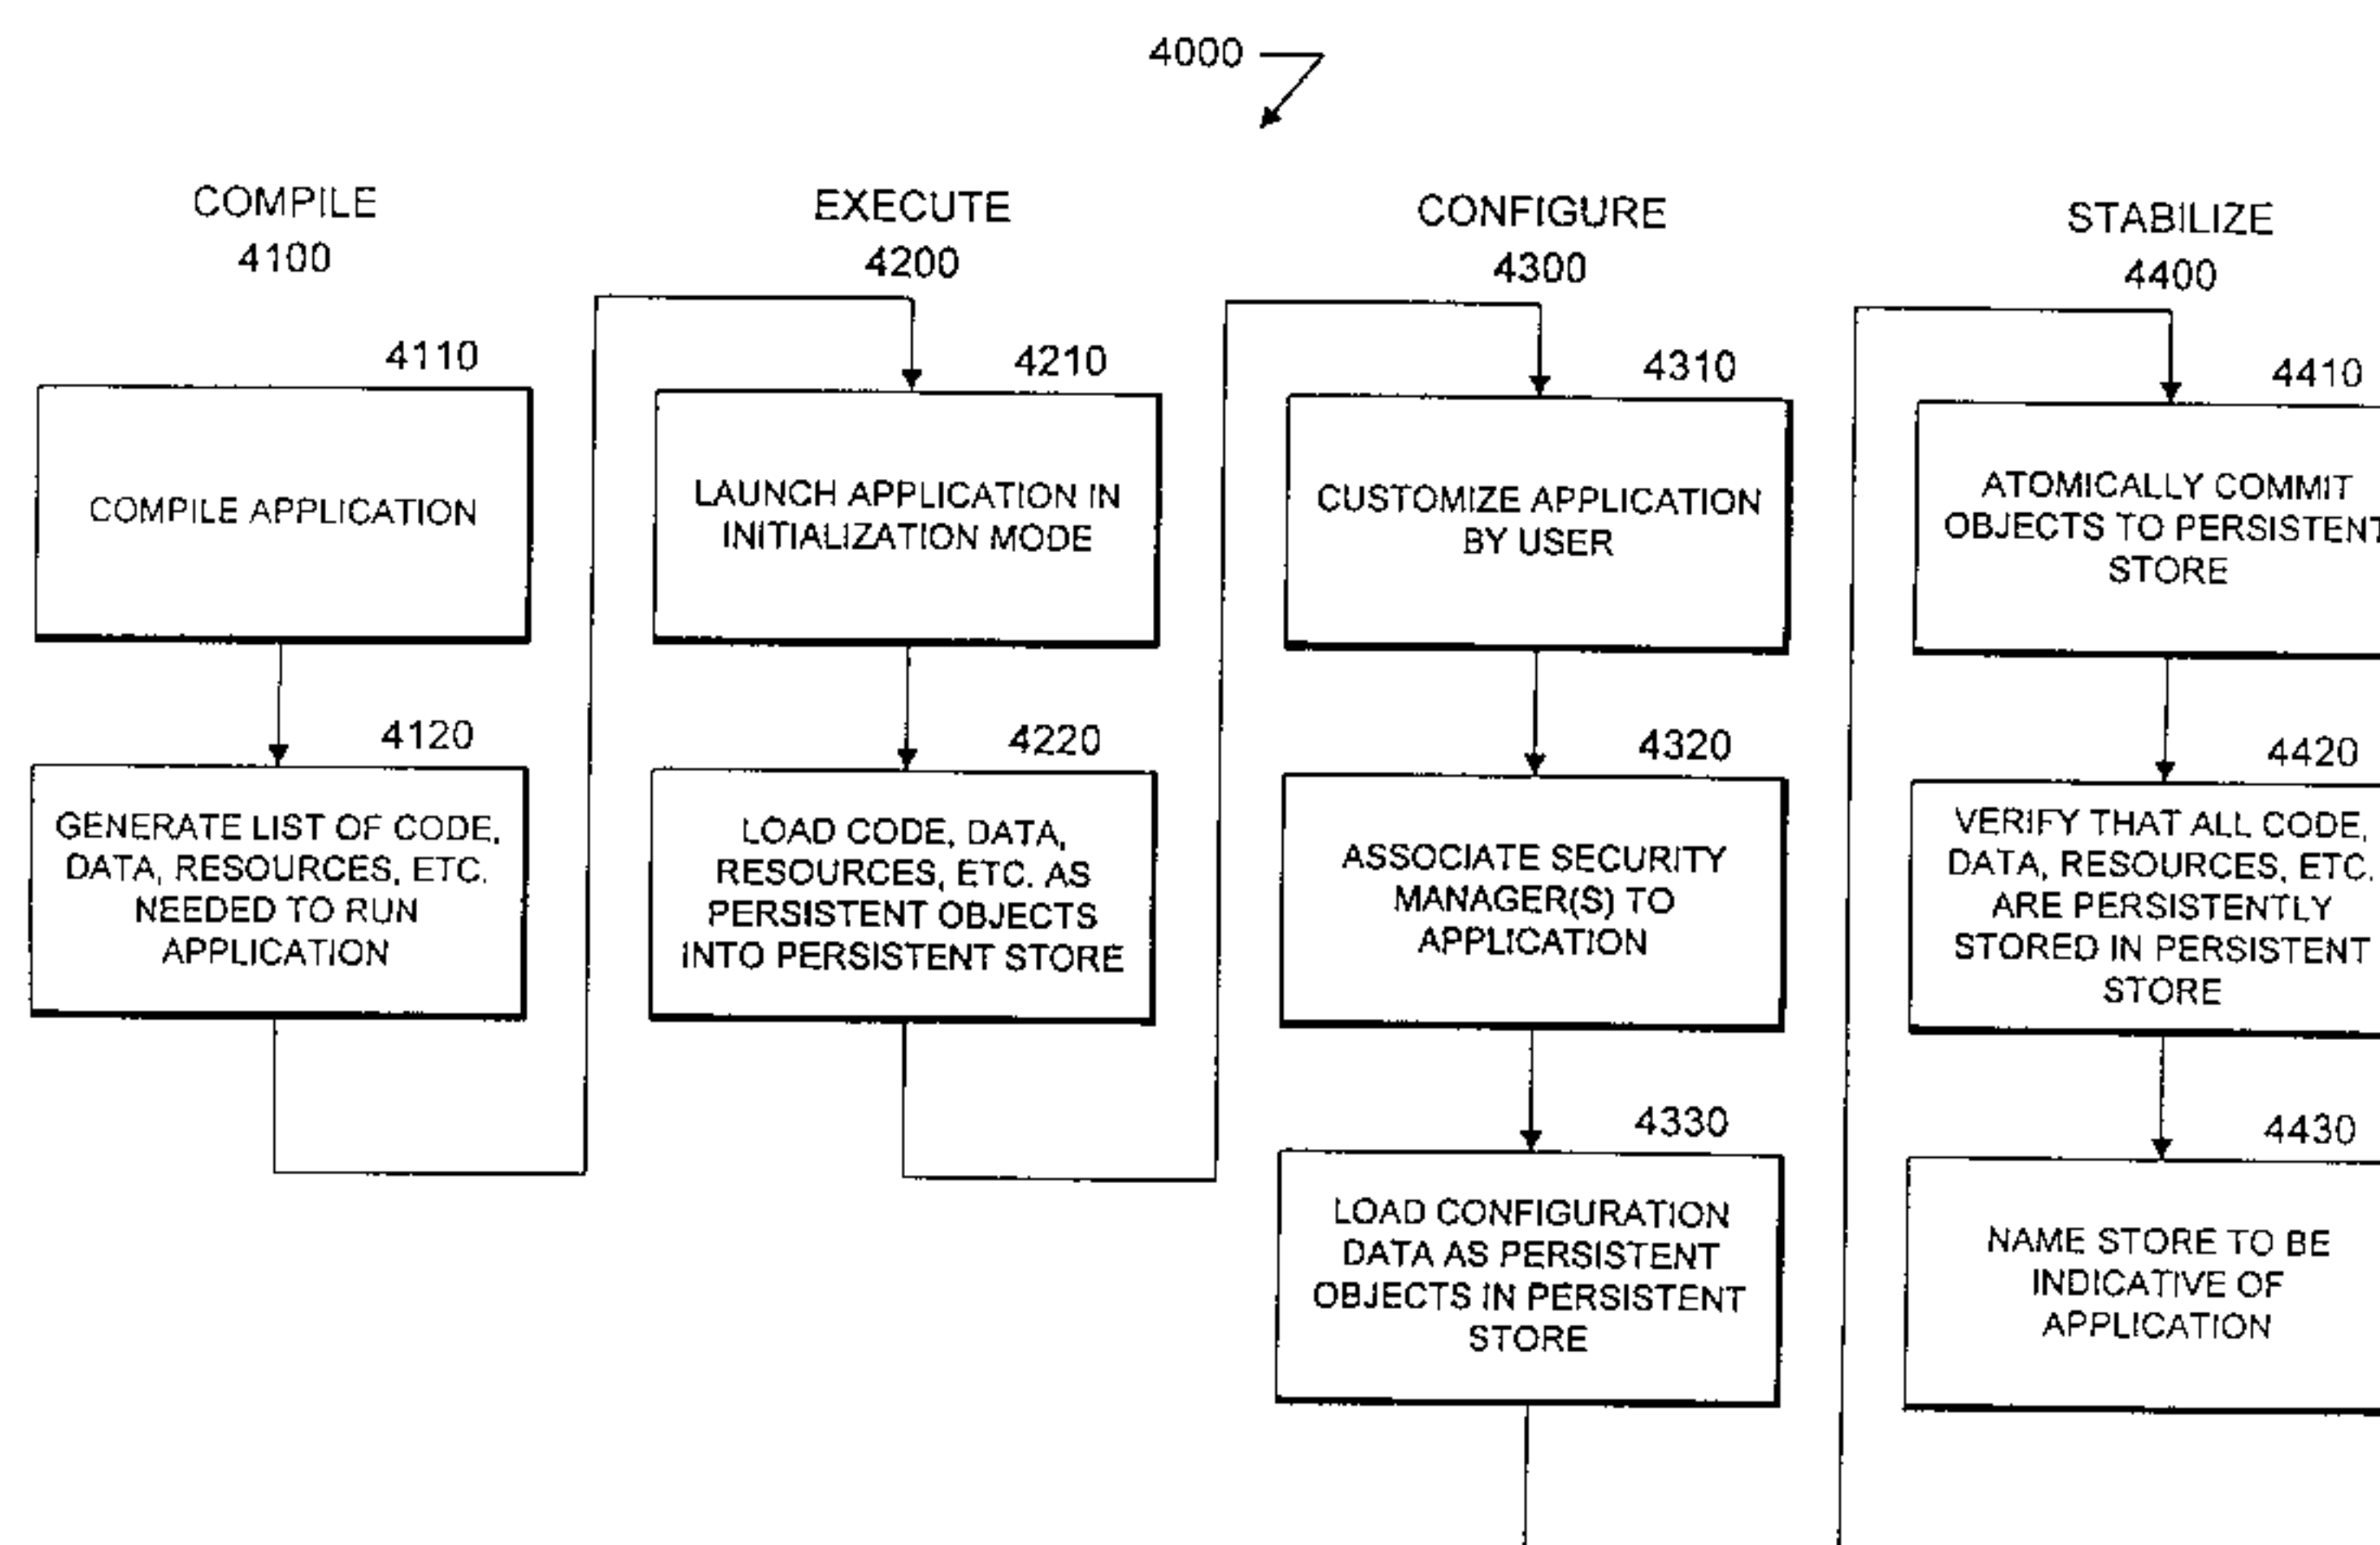 4000
COMPILE
4100
4110
COMPILE APPLICATION
4120
GENERATE LIST OF CODE,
DATA, RESOURCES, ETC.
NEEDED TO RUN
APPLICATION
EXECUTE
4200
4210
LAUNCH APPLICATION IN
INITIALIZATION MODE
4220
LOAD CODE, DATA,
RESOURCES, ETC. AS
PERSISTENT OBJECTS
INTO PERSISTENT STORE
CONFIGURE
4300
4310
CUSTOMIZE APPLICATION
BY USER
4320
ASSOCIATE SECURITY
MANAGER(S) TO
APPLICATION
4330
LOAD CONFIGURATION
DATA AS PERSISTENT
OBJECTS IN PERSISTENT
STORE
STABILIZE
4400
4410
ATOMICALLY COMMIT
OBJECTS TO PERSISTENT
STORE
4420
VERIFY THAT ALL CODE,
DATA, RESOURCES, ETC.
ARE PERSISTENTLY
STORED IN PERSISTENT
STORE
4430
NAME STORE TO BE
INDICATIVE OF
APPLICATION